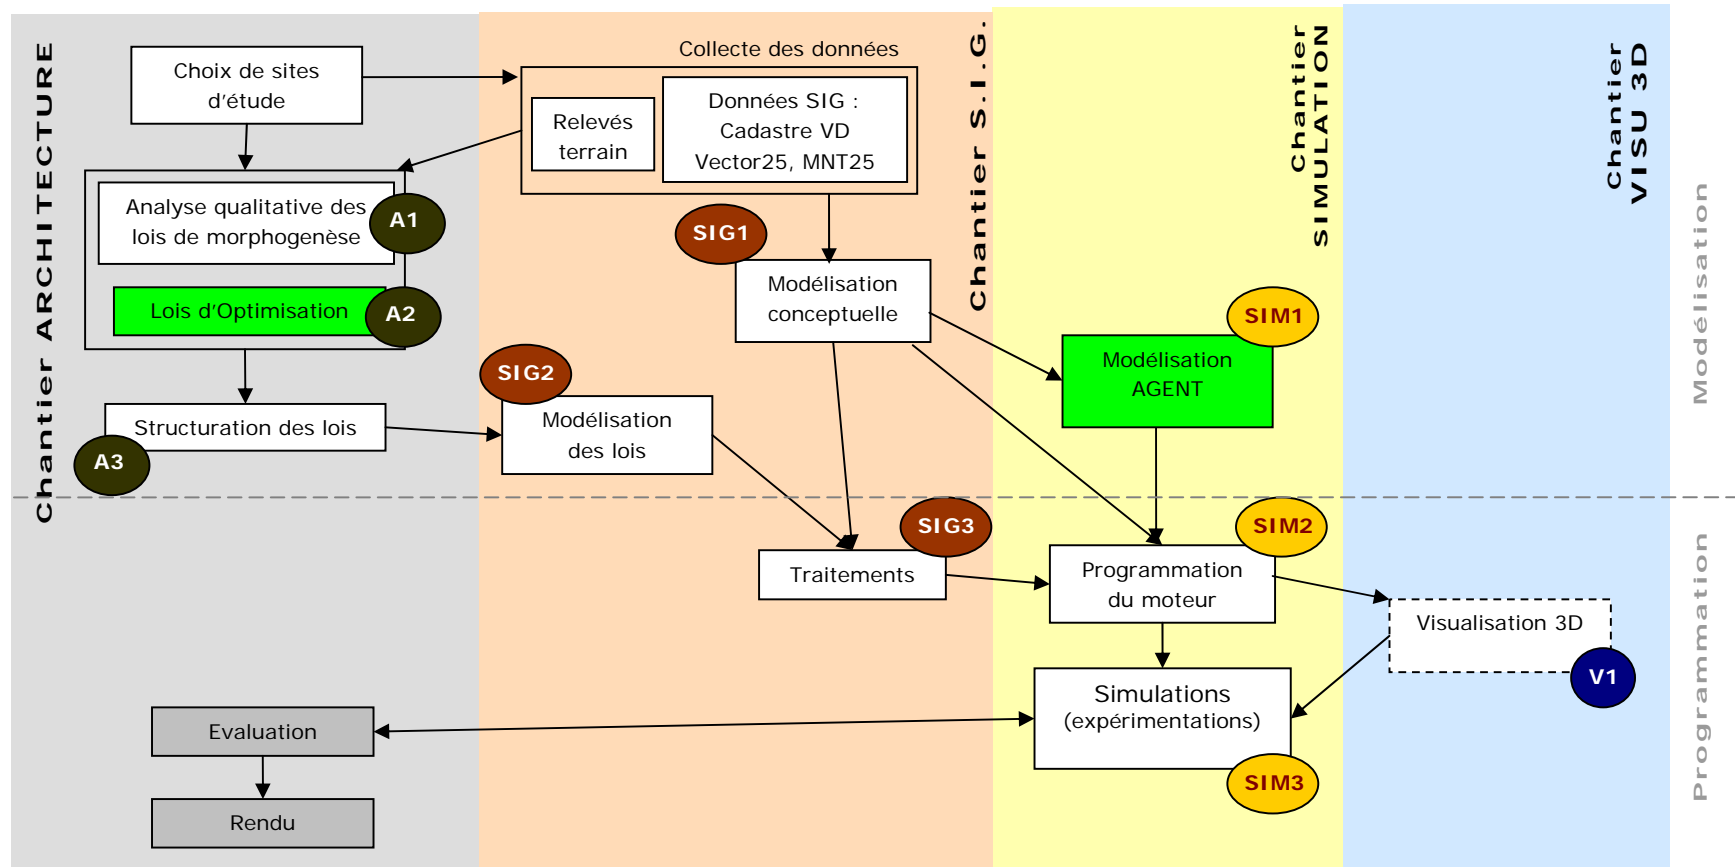 Chantier ARCHITECTURE
Choix de sites
d'étude
Analyse qualitative des
lois de morphogenèse
A1
Lois d'Optimisation
A2
Structuration des lois
A3
Evaluation
Rendu
Chantier S.I.G.
Collecte des données
Relevés
terrain
Données SIG :
Cadastre VD
Vector25, MNT25
SIG1
Modélisation
conceptuelle
SIG2
Modélisation
des lois
SIG3
Traitements
Chantier
SIMULATION
SIM1
Modélisation
AGENT
SIM2
Programmation
du moteur
Simulations
(expérimentations)
SIM3
Chantier
VISU 3D
Visualisation 3D
V1
Modélisation
Programmation